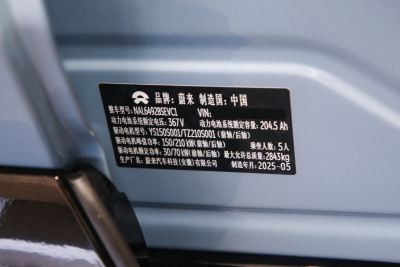 品牌: 蔚来 制造国: 中国
整车型号: NAL6492BSEVC1 VIN:
动力电池系统额定电压: 367V 动力电池系统额定容量: 204.5 Ah
驱动电机型号: YS150S001/TZ210S001 (前轴/后轴)
驱动电机峰值功率: 150/210 kW(前轴/后轴) 乘坐人数: 5人
驱动电机额定功率: 30/70 kW(前轴/后轴) 最大允许总质量: 2843kg
生产厂名: 蔚来汽车科技(安徽)有限公司 制造年月: 2025-05